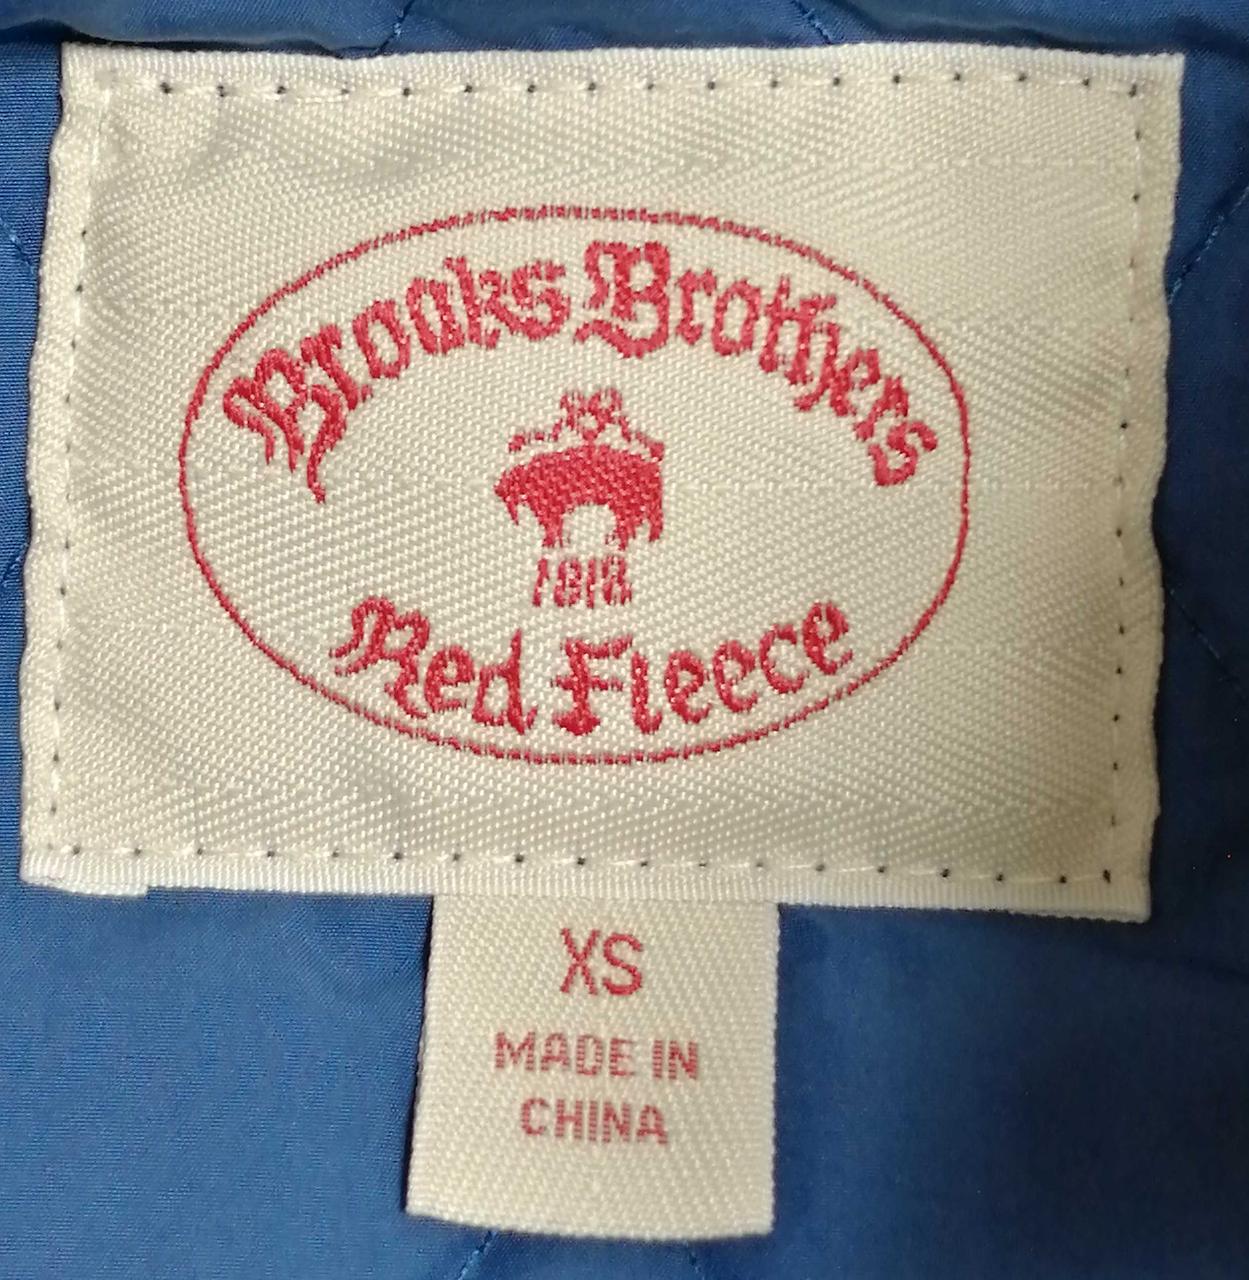 Brooks Brothers
1818
Red Fleece
XS
MADE IN
CHINA